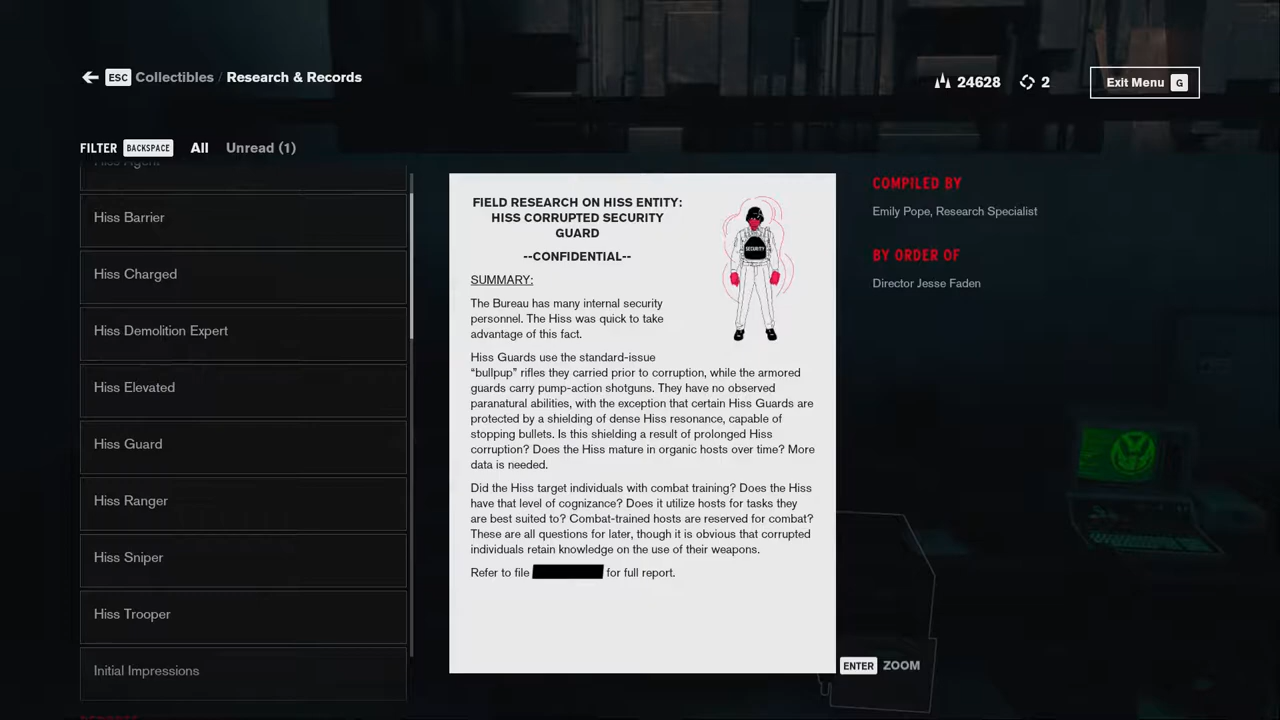 ESC Collectibles / Research & Records
24628
2
Exit Menu G
FILTER BACKSPACE All Unread (1)
Hiss Agent
Hiss Barrier
Hiss Charged
Hiss Demolition Expert
Hiss Elevated
Hiss Guard
Hiss Ranger
Hiss Sniper
Hiss Trooper
Initial Impressions
FIELD RESEARCH ON HISS ENTITY:
HISS CORRUPTED SECURITY
GUARD
--CONFIDENTIAL--
SECURITY
SUMMARY:
The Bureau has many internal security
personnel. The Hiss was quick to take
advantage of this fact.
Hiss Guards use the standard-issue
“bullpup” rifles they carried prior to corruption, while the armored
guards carry pump-action shotguns. They have no observed
paranatural abilities, with the exception that certain Hiss Guards are
protected by a shielding of dense Hiss resonance, capable of
stopping bullets. Is this shielding a result of prolonged Hiss
corruption? Does the Hiss mature in organic hosts over time? More
data is needed.
Did the Hiss target individuals with combat training? Does the Hiss
have that level of cognizance? Does it utilize hosts for tasks they
are best suited to? Combat-trained hosts are reserved for combat?
These are all questions for later, though it is obvious that corrupted
individuals retain knowledge on the use of their weapons.
Refer to file for full report.
COMPILED BY
Emily Pope, Research Specialist
BY ORDER OF
Director Jesse Faden
ENTER ZOOM